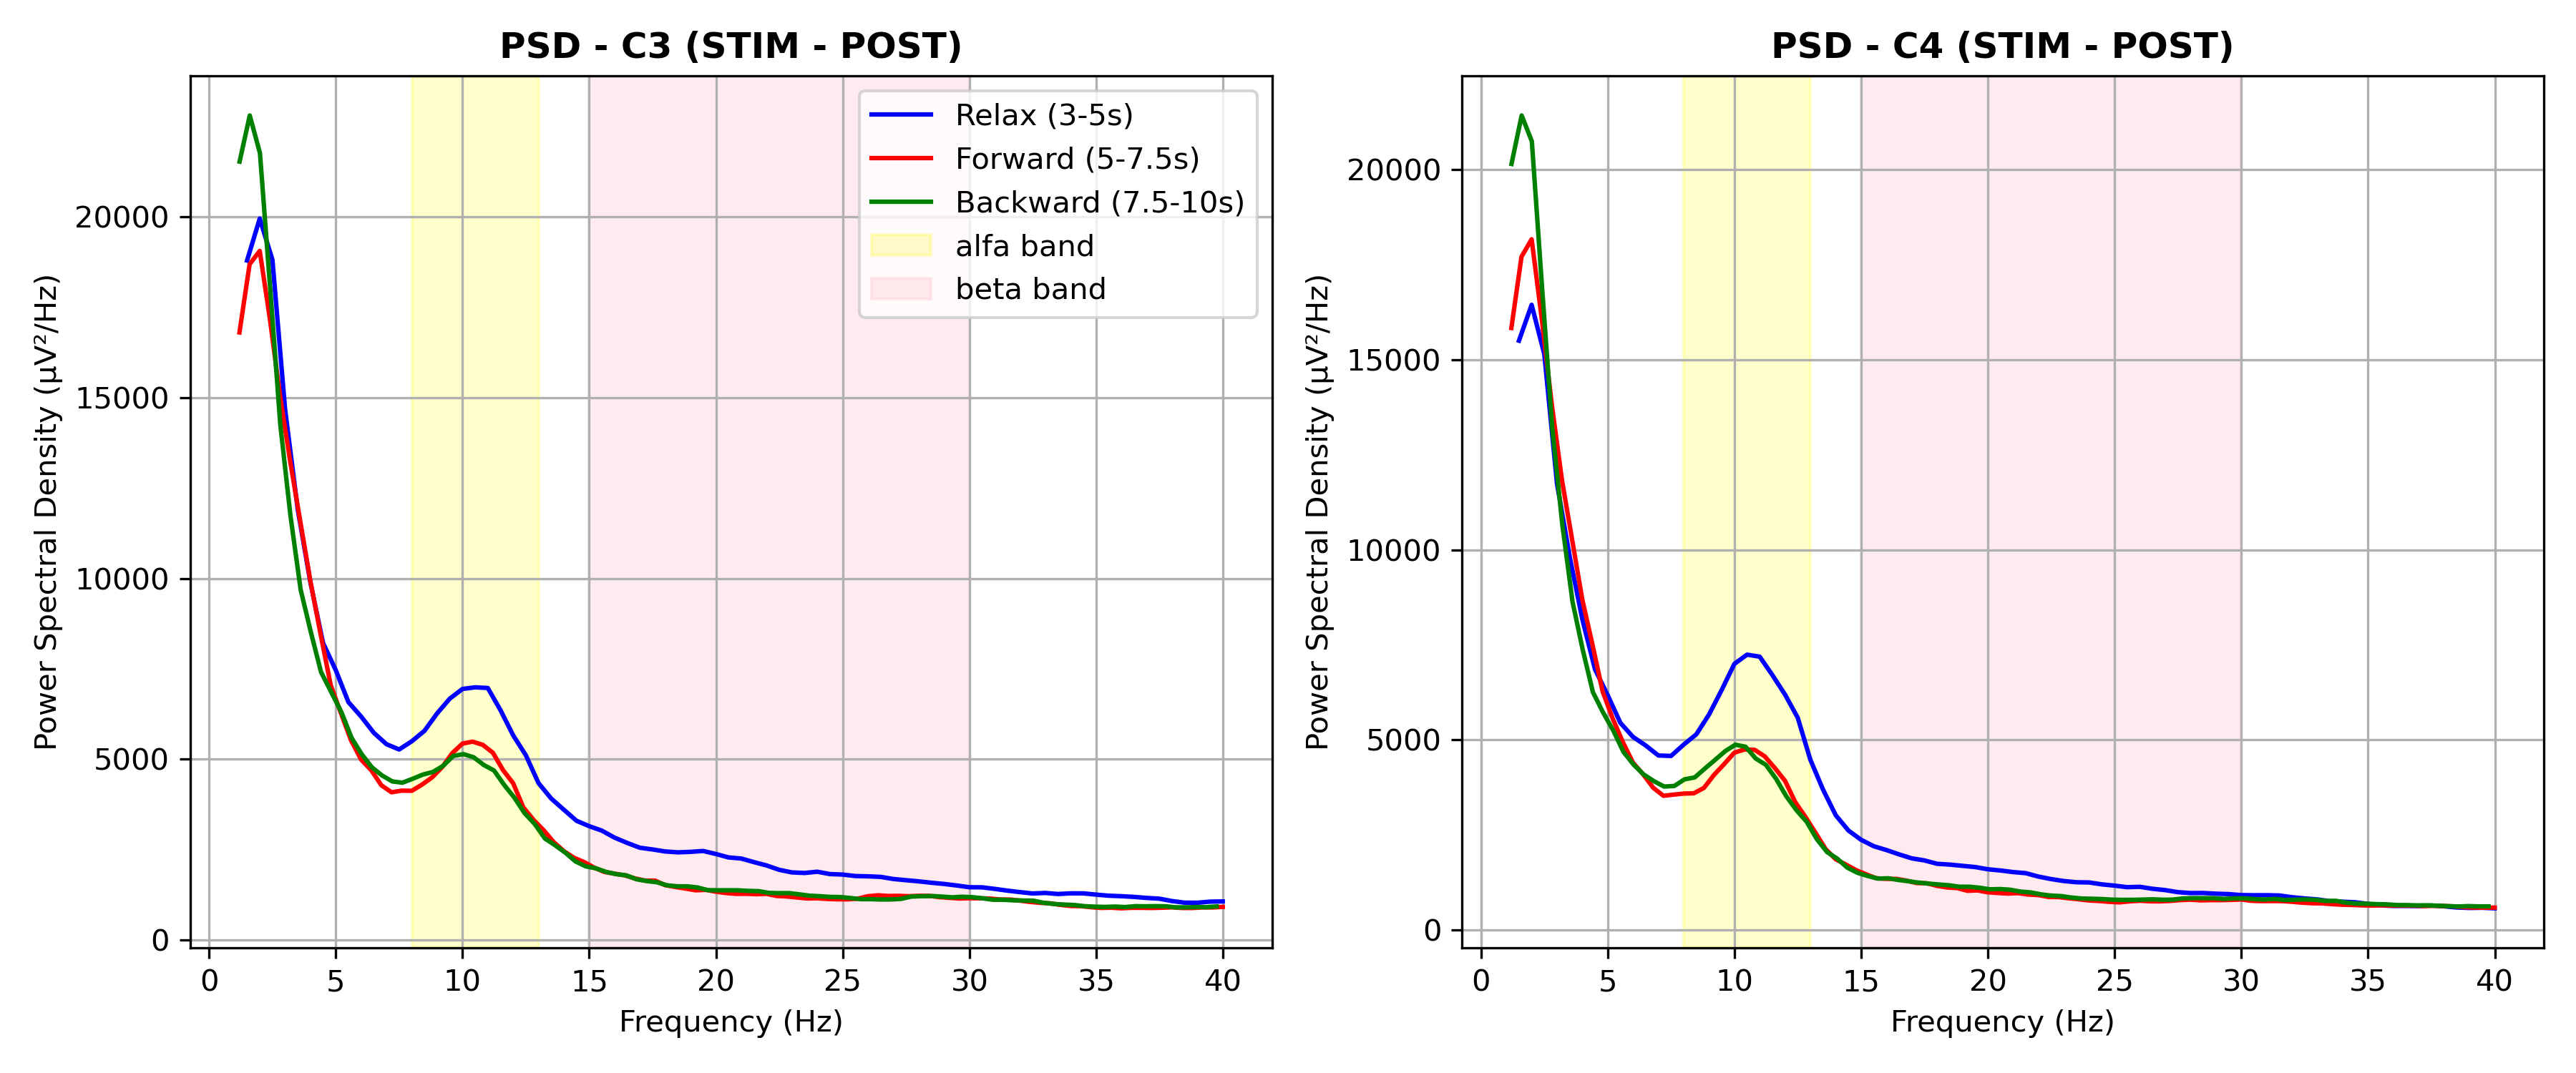 PSD - C3 (STIM - POST)
Power Spectral Density (µV²/Hz)
20000
15000
10000
5000
0
Relax (3-5s)
Forward (5-7.5s)
Backward (7.5-10s)
alfa band
beta band
0 5 10 15 20 25 30 35 40
Frequency (Hz)
PSD - C4 (STIM - POST)
Power Spectral Density (µV²/Hz)
20000
15000
10000
5000
0
0 5 10 15 20 25 30 35 40
Frequency (Hz)